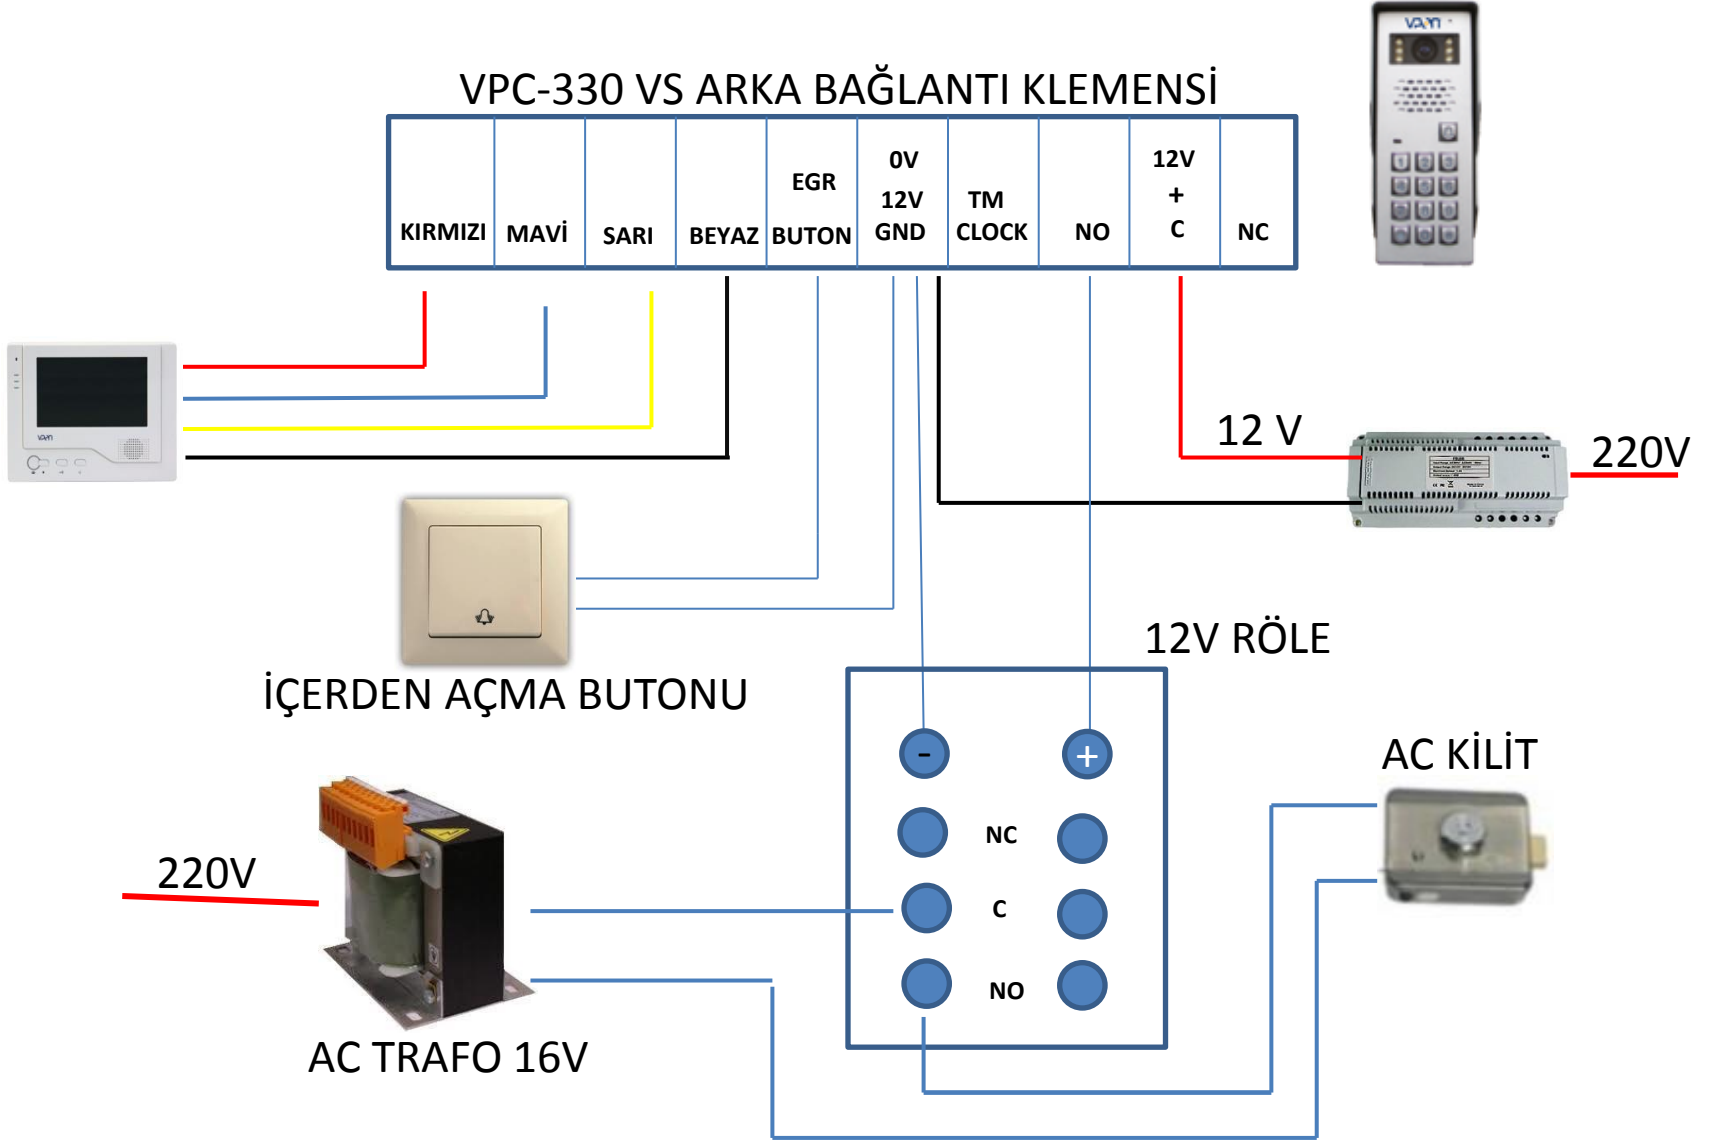 VPC-330 VS ARKA BAĞLANTI KLEMENSİ
KIRMIZI
MAVİ
SARI
BEYAZ
EGR
BUTON
0V
12V
GND
TM
CLOCK
NO
12V
+
C
NC
12 V
220V
İÇERDEN AÇMA BUTONU
12V RÖLE
-
+
NC
C
NO
AC KİLİT
220V
AC TRAFO 16V